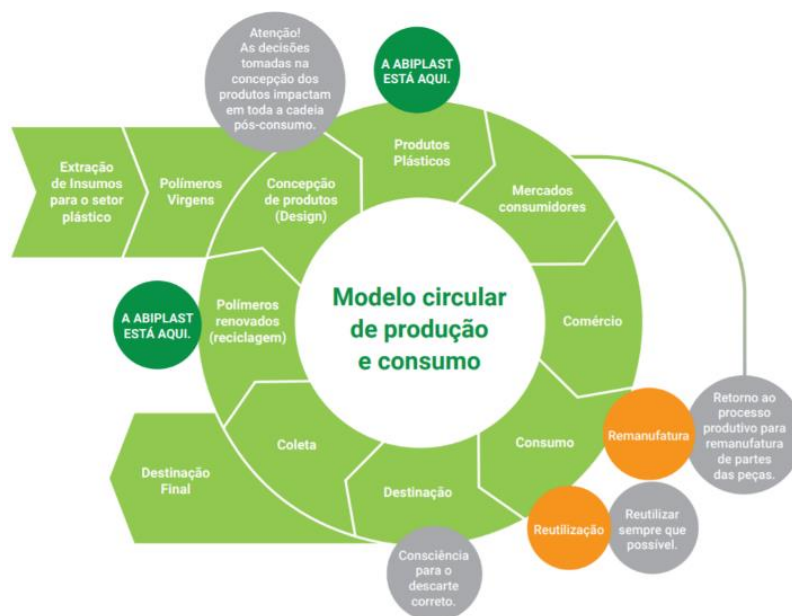 Atenção!
As decisões
tomadas na
concepção dos
produtos impactam
em toda a cadeia
pós-consumo.
A ABIPLAST
ESTÁ AQUI.
Extração
de Insumos
para o setor
plástico
Polímeros
Virgens
Concepção
de produtos
(Design)
Produtos
Plásticos
Mercados
consumidores
Comércio
Consumo
Remanufatura
Retorno ao
processo
produtivo para
remanufatura
de partes
das peças.
Reutilização
Reutilizar
sempre que
possível.
Destinação
Consciência
para o
descarte
correto.
Coleta
Destinação
Final
Polímeros
renovados
(reciclagem)
A ABIPLAST
ESTÁ AQUI.
Modelo circular
de produção
e consumo